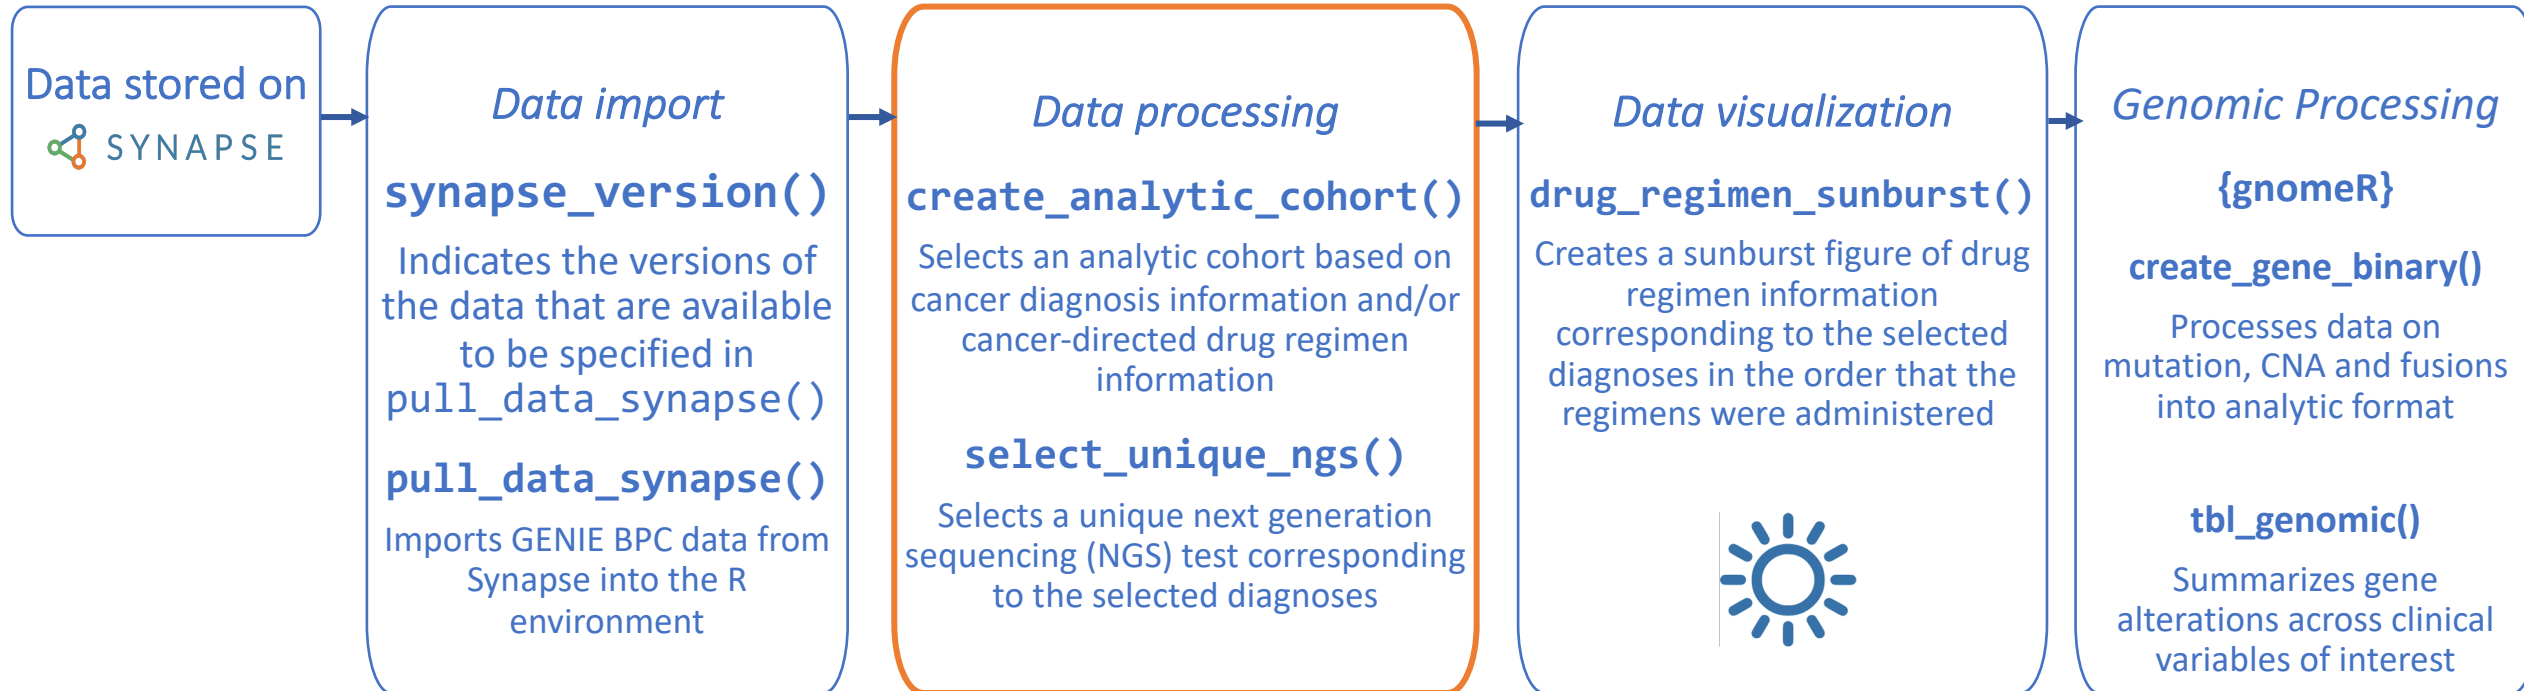 Data stored on
SYNAPSE
Data import
synapse_version()
Indicates the versions of
the data that are available
to be specified in
pull_data_synapse()
pull_data_synapse()
Imports GENIE BPC data from
Synapse into the R
environment
Data processing
create_analytic_cohort()
Selects an analytic cohort based on
cancer diagnosis information and/or
cancer-directed drug regimen
information
select_unique_ngs()
Selects a unique next generation
sequencing (NGS) test corresponding
to the selected diagnoses
Data visualization
drug_regimen_sunburst()
Creates a sunburst figure of drug
regimen information
corresponding to the selected
diagnoses in the order that the
regimens were administered
Genomic Processing
{gnomeR}
create_gene_binary()
Processes data on
mutation, CNA and fusions
into analytic format
tbl_genomic()
Summarizes gene
alterations across clinical
variables of interest